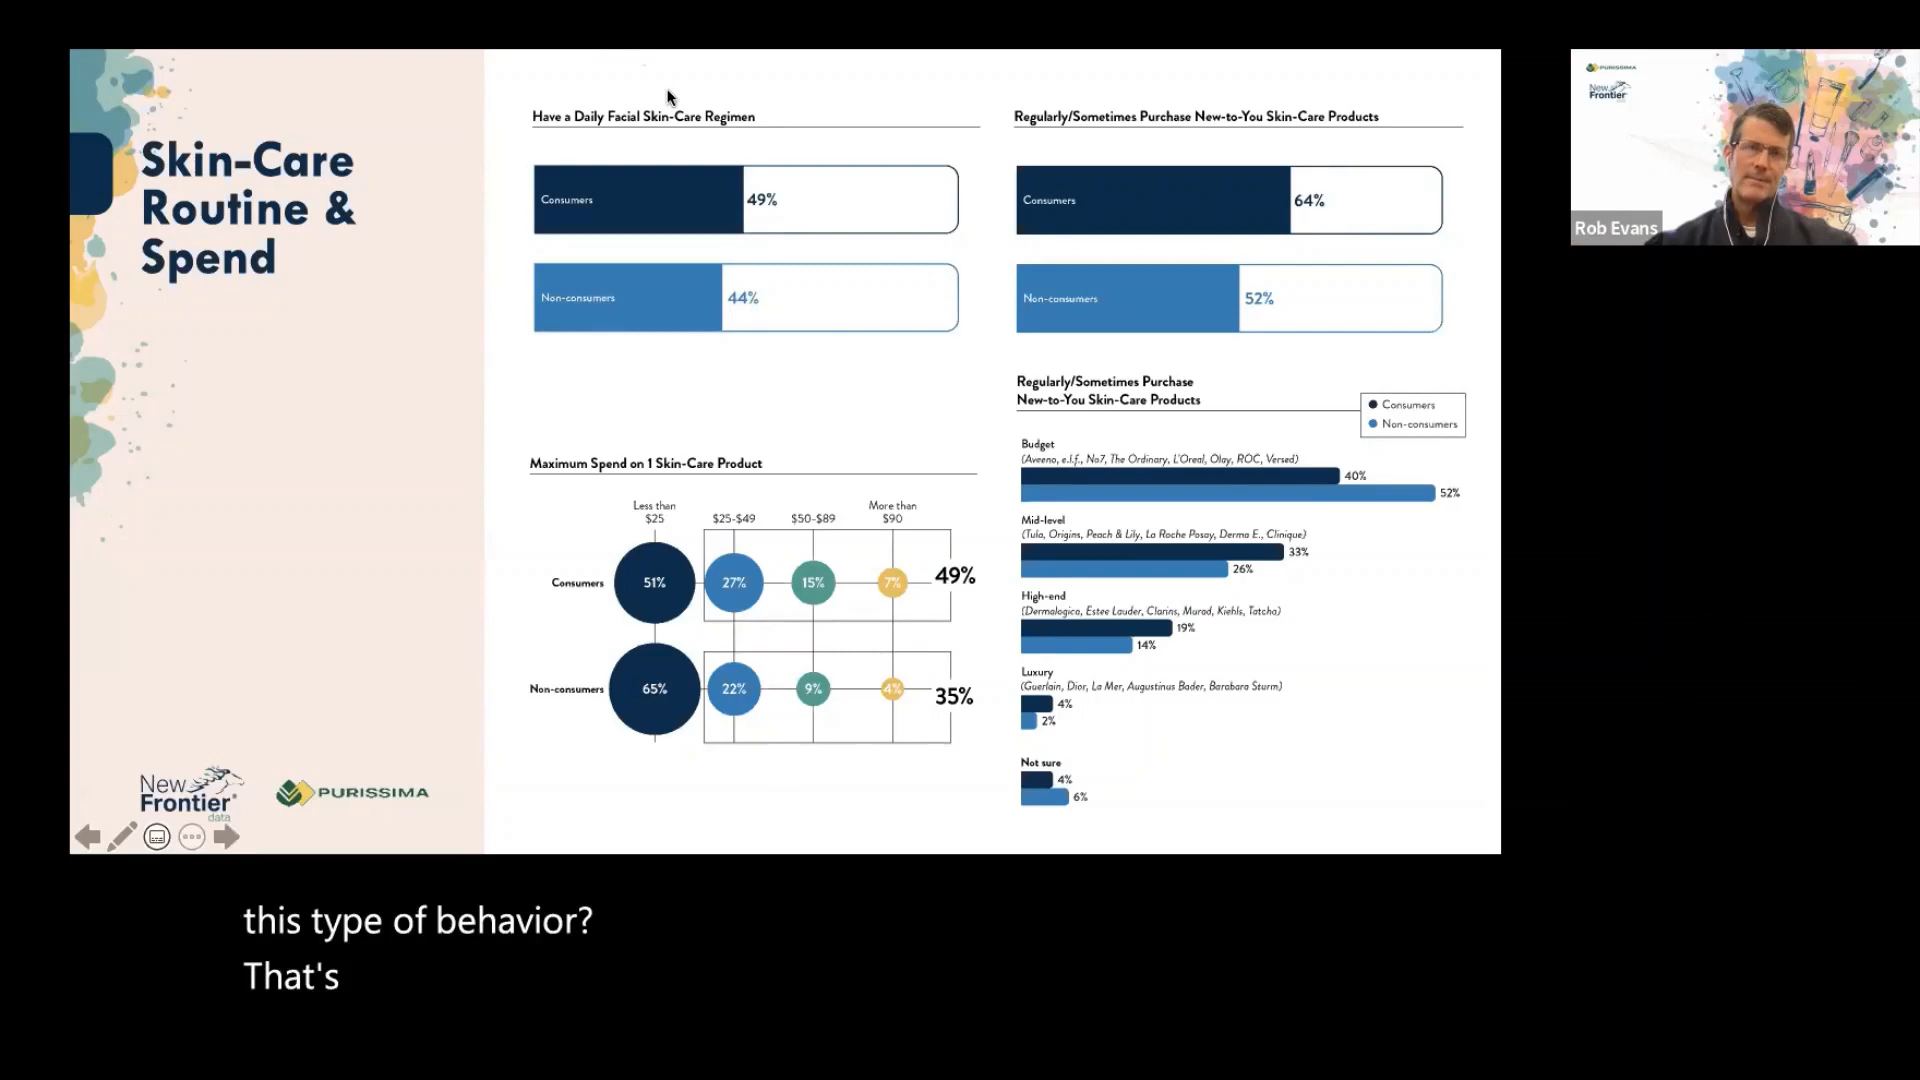 Skin-Care
Routine &
Spend
New
Frontier
data
PURISSIMA
Have a Daily Facial Skin-Care Regimen
Consumers
49%
Non-consumers
44%
Maximum Spend on 1 Skin-Care Product
Less than
$25
$25-$49
$50-$89
More than
$90
Consumers
51%
27%
15%
7%
49%
Non-consumers
65%
22%
9%
4%
35%
Regularly/Sometimes Purchase New-to-You Skin-Care Products
Consumers
64%
Non-consumers
52%
Regularly/Sometimes Purchase
New-to-You Skin-Care Products
Consumers
Non-consumers
Budget
(Aveeno, e.l.f., No7, The Ordinary, L'Oreal, Olay, ROC, Versed)
40%
52%
Mid-level
(Tula, Origins, Peach & Lily, La Roche Posay, Derma E., Clinique)
33%
26%
High-end
(Dermalogica, Estee Lauder, Clarins, Murad, Kiehls, Tatcha)
19%
14%
Luxury
(Guerlain, Dior, La Mer, Augustinus Bader, Barabara Sturm)
4%
2%
Not sure
4%
6%
PURISSIMA
New
Frontier
Rob Evans
this type of behavior?
That's